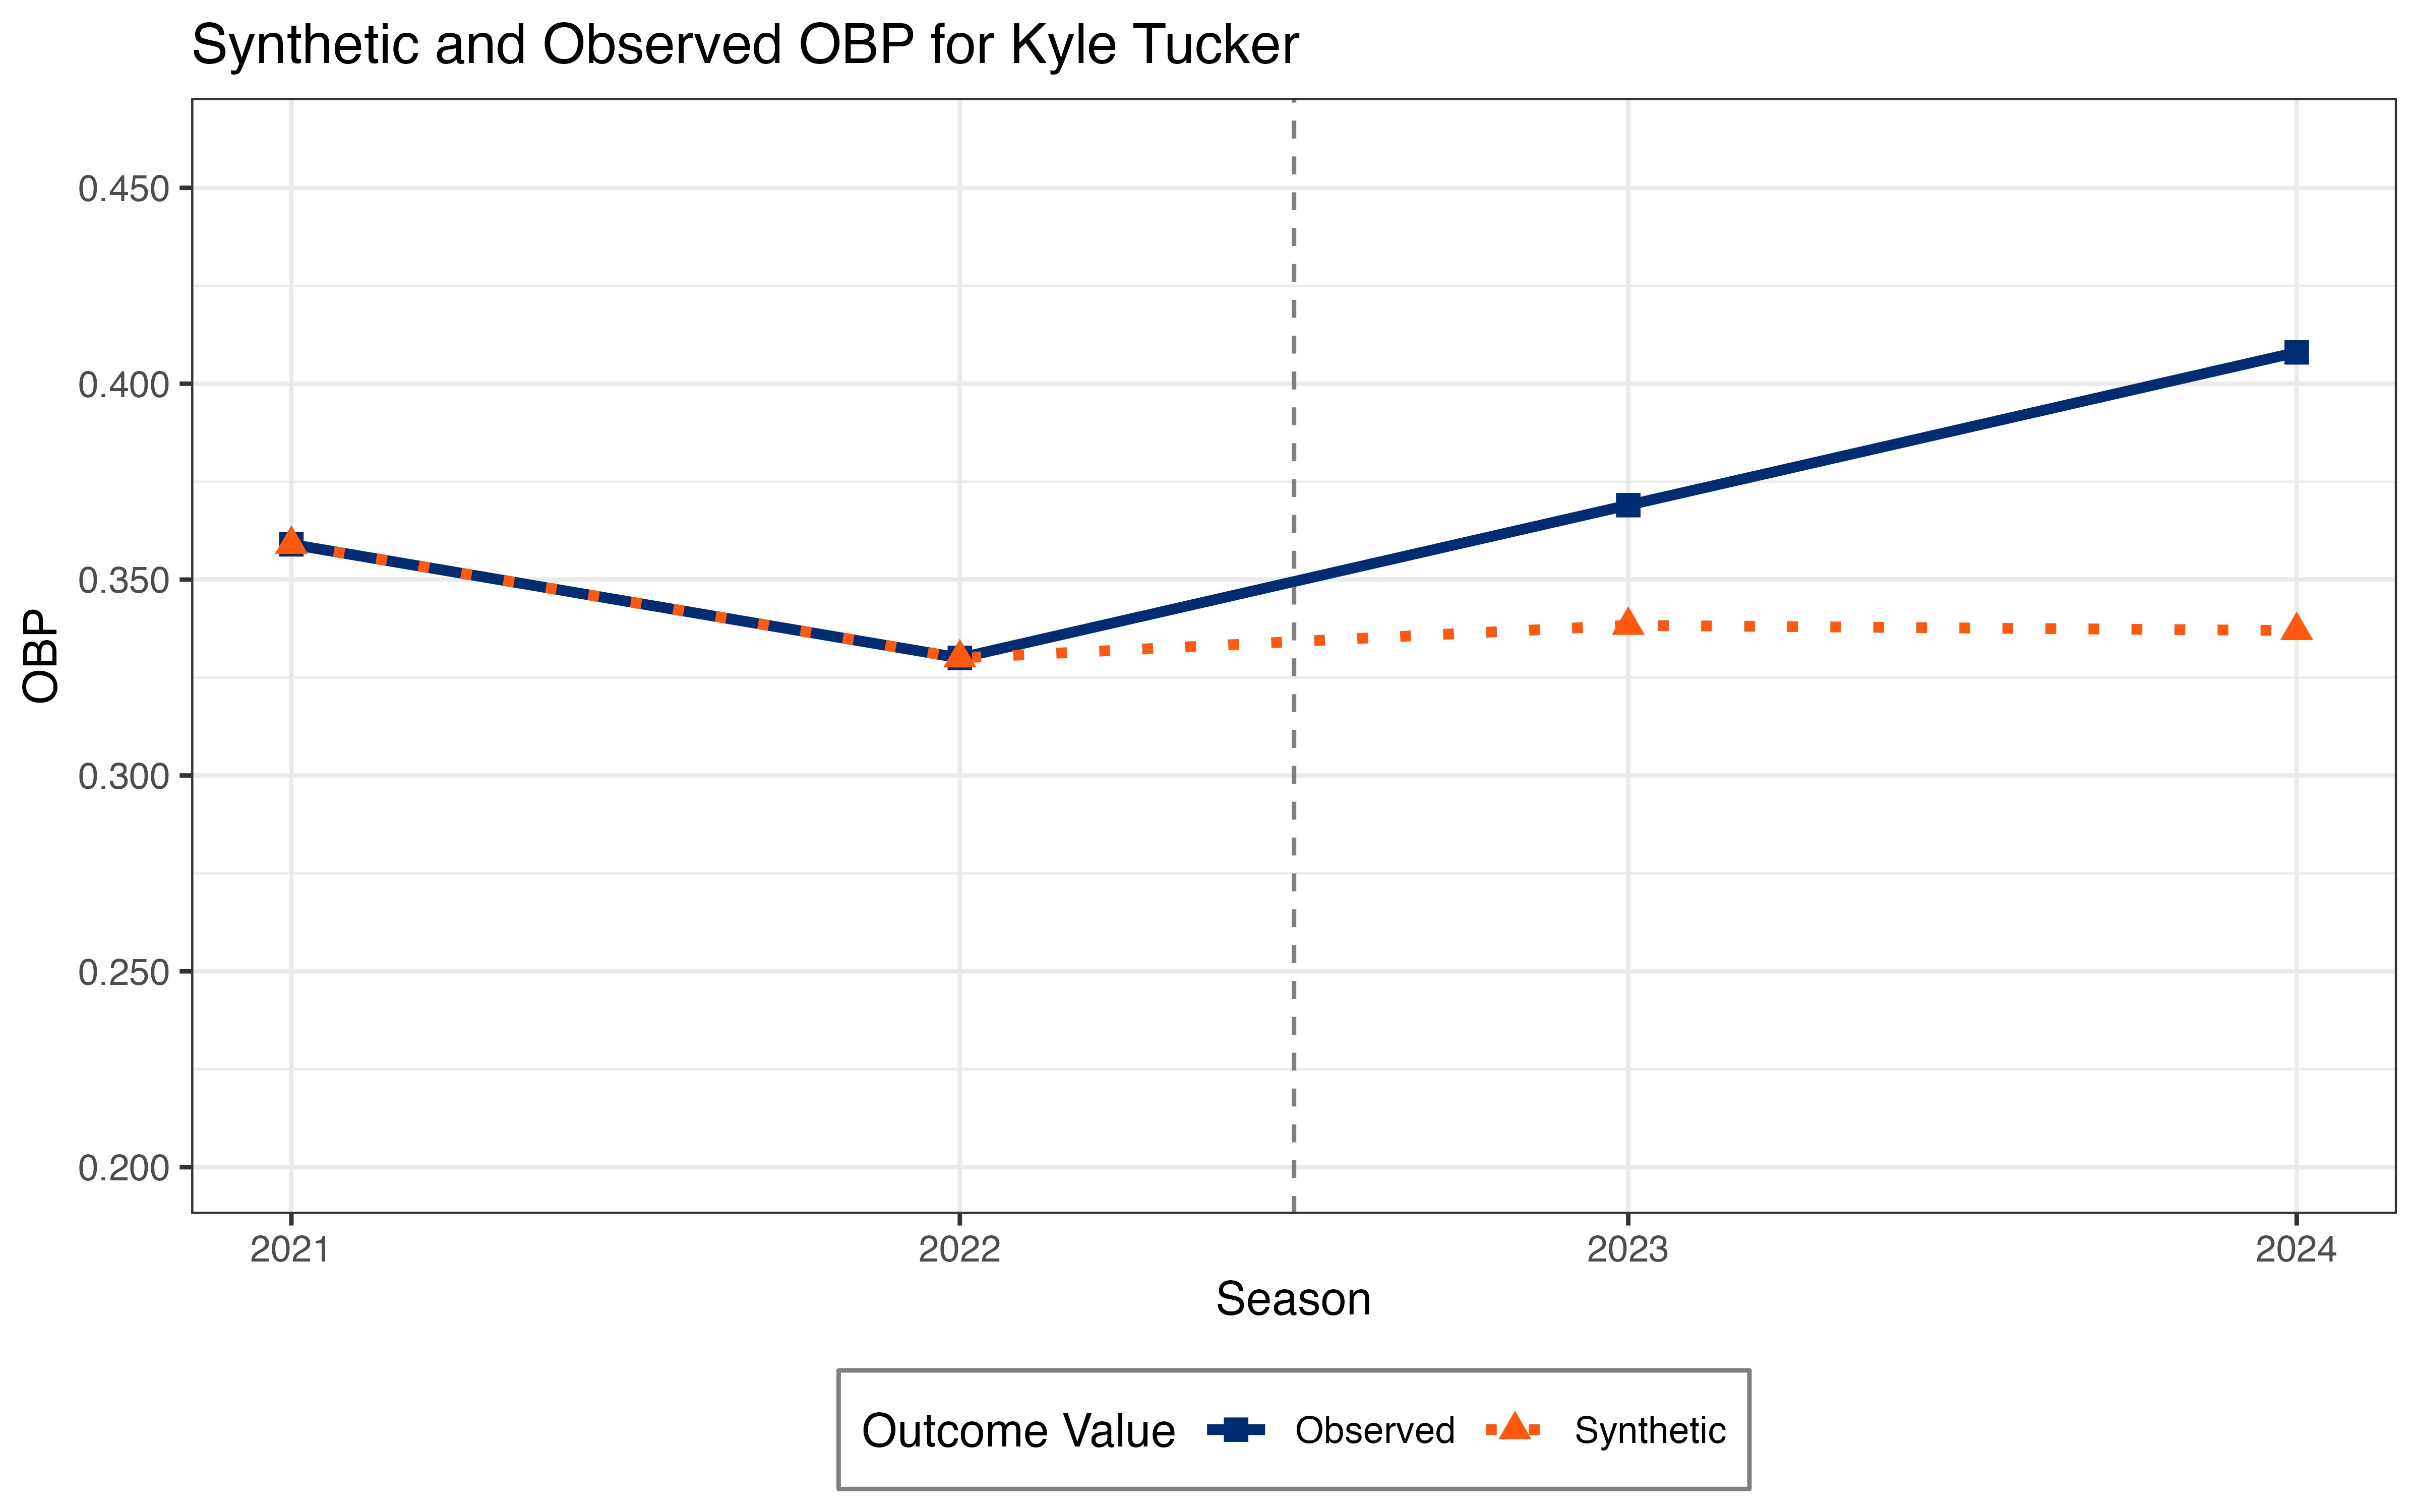 Synthetic and Observed OBP for Kyle Tucker
0.450
0.400
0.350
0.300
0.250
0.200
OBP
2021 2022 2023 2024
Season
Outcome Value Observed Synthetic